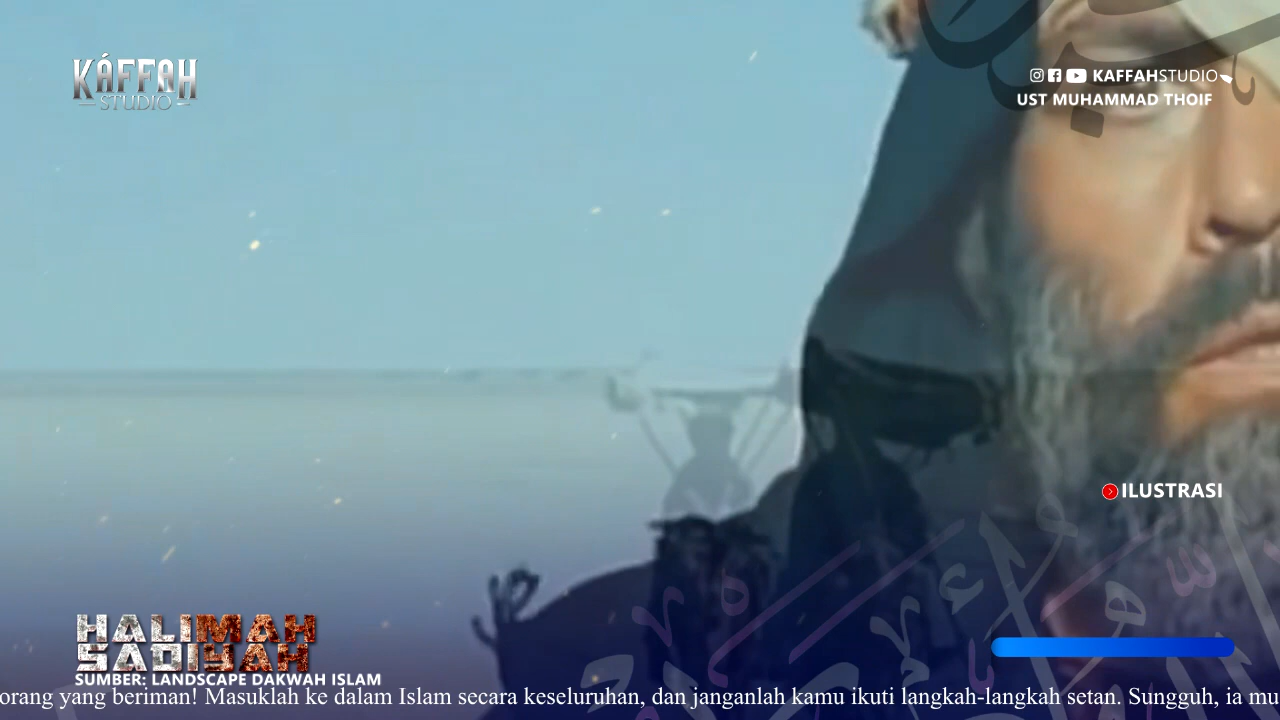 KÁFFAH
STUDIO
KAFFAHSTUDIO
UST MUHAMMAD THOIF
ILUSTRASI
HALIMAH
SADIYAH
SUMBER: LANDSCAPE DAKWAH ISLAM
orang yang beriman! Masuklah ke dalam Islam secara keseluruhan, dan janganlah kamu ikuti langkah-langkah setan. Sungguh, ia mu